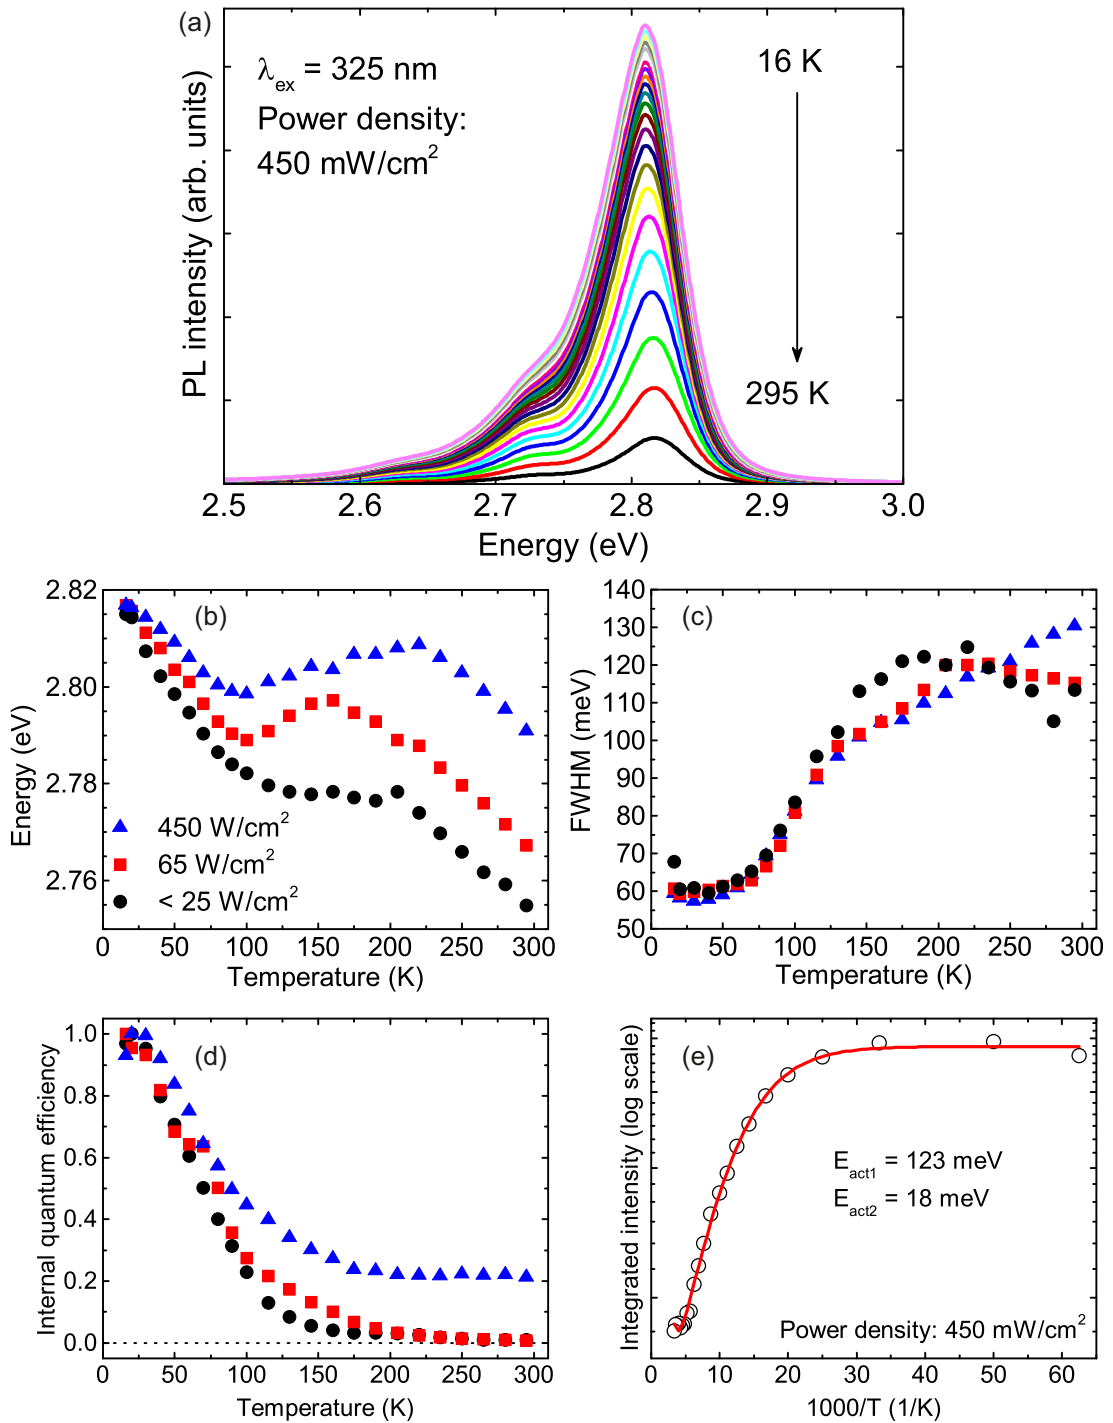 (a)
λex = 325 nm
Power density:
450 mW/cm²
16 K
295 K
PL intensity (arb. units)
2.5 2.6 2.7 2.8 2.9 3.0
Energy (eV)
(b)
2.82
2.80
2.78
2.76
Energy (eV)
450 W/cm²
65 W/cm²
< 25 W/cm²
0 50 100 150 200 250 300
Temperature (K)
(c)
140
130
120
110
100
90
80
70
60
50
FWHM (meV)
0 50 100 150 200 250 300
Temperature (K)
(d)
1.0
0.8
0.6
0.4
0.2
0.0
Internal quantum efficiency
0 50 100 150 200 250 300
Temperature (K)
(e)
Integrated intensity (log scale)
Eact1 = 123 meV
Eact2 = 18 meV
Power density: 450 mW/cm²
0 10 20 30 40 50 60
1000/T (1/K)